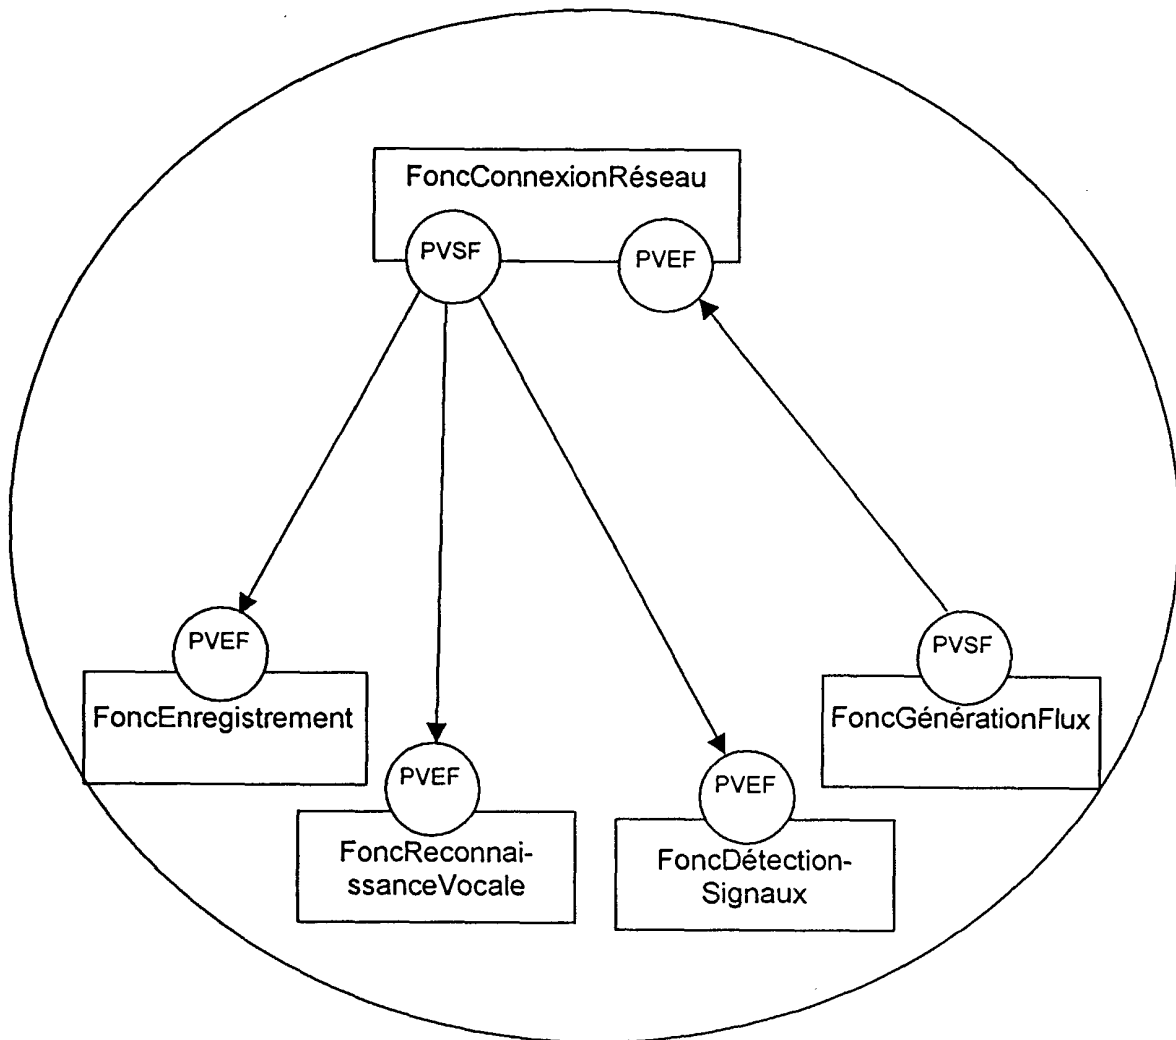 FoncConnexionRéseau
PVSF
PVEF
PVEF
FoncEnregistrement
PVEF
FoncReconnai-
ssanceVocale
PVEF
FoncDétection-
Signaux
PVSF
FoncGénérationFlux